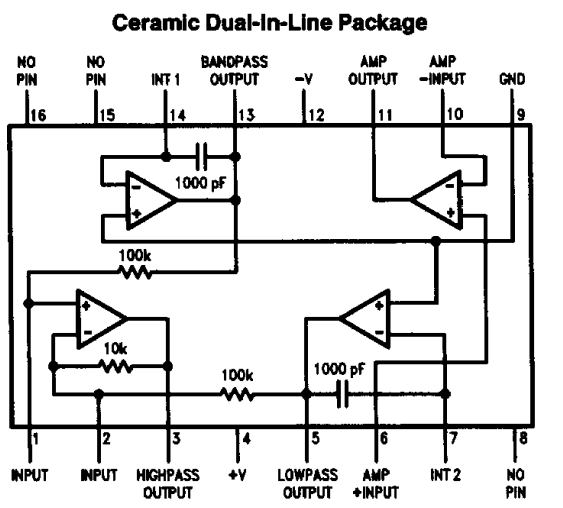 Ceramic Dual-In-Line Package
NO PIN
NO PIN
INT 1
BANDPASS OUTPUT
-V
AMP OUTPUT
AMP -INPUT
GND
16 15 14 13 12 11 10 9
1000 pF
-
+
-
+
100k
+
-
+
-
10k
100k
1000 pF
1 2 3 4 5 6 7 8
INPUT
INPUT
HIGHPASS OUTPUT
+V
LOWPASS OUTPUT
AMP +INPUT
INT 2
NO PIN